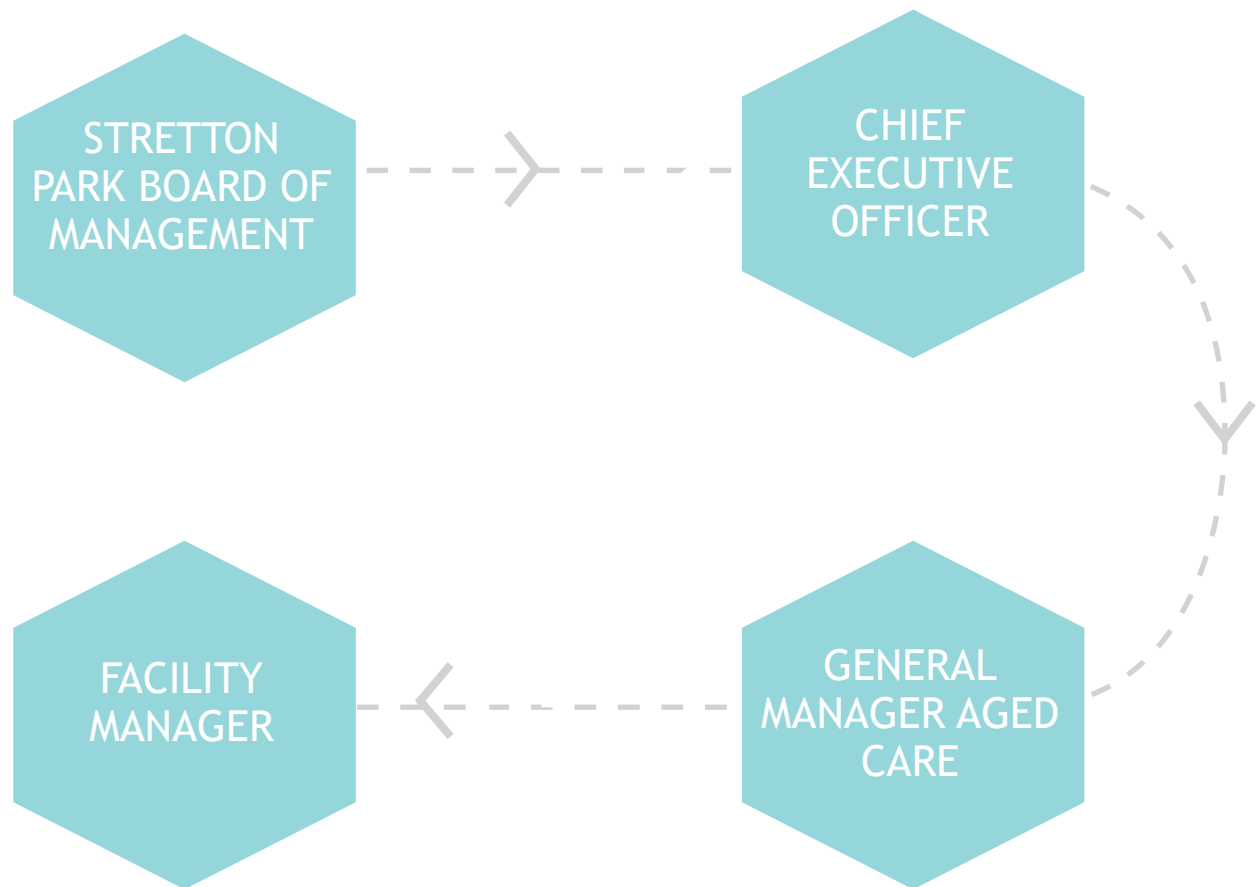 STRETTON
PARK BOARD OF
MANAGEMENT
CHIEF
EXECUTIVE
OFFICER
GENERAL
MANAGER AGED
CARE
FACILITY
MANAGER